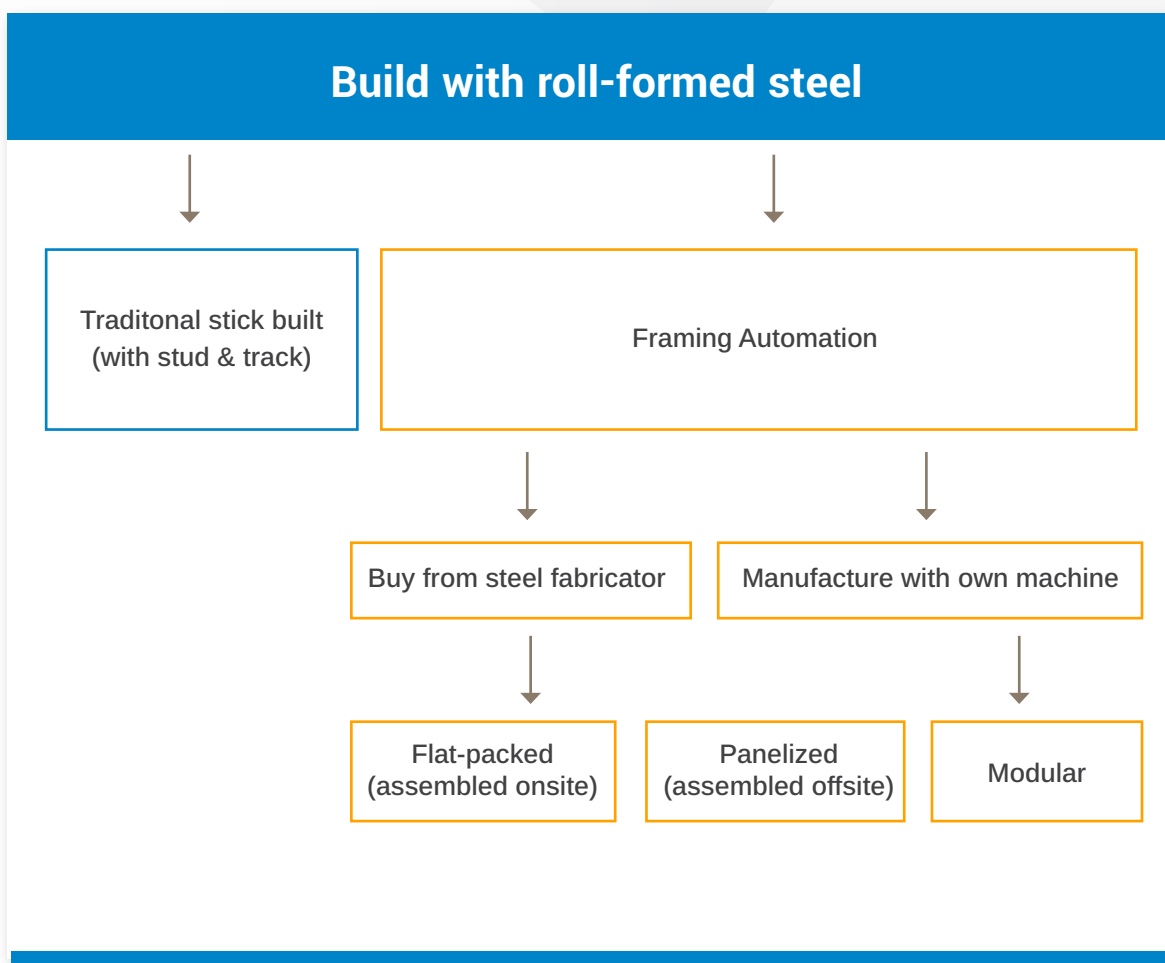 Build with roll-formed steel
Traditonal stick built
(with stud & track)
Framing Automation
Buy from steel fabricator
Manufacture with own machine
Flat-packed
(assembled onsite)
Panelized
(assembled offsite)
Modular